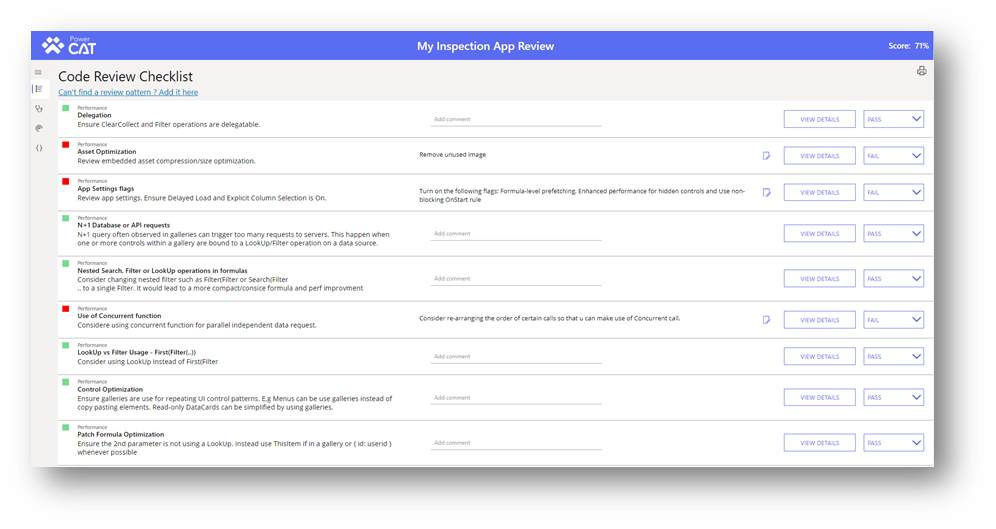 Power
CAT
My Inspection App Review
Score: 71%
Code Review Checklist
Can't find a review pattern ? Add it here
Performance
Delegation
Ensure ClearCollect and Filter operations are delegatable.
Add comment
VIEW DETAILS
PASS
Performance
Asset Optimization
Review embedded asset compression/size optimization.
Remove unused image
VIEW DETAILS
FAIL
Performance
App Settings flags
Review app settings. Ensure Delayed Load and Explicit Column Selection is On.
Turn on the following flags: Formula-level prefetching. Enhanced performance for hidden controls and Use non-
blocking OnStart rule
VIEW DETAILS
FAIL
Performance
N+1 Database or API requests
N+1 query often observed in galleries can trigger too many requests to servers. This happen when
one or more controls within a gallery are bound to a LookUp/Filter operation on a data source.
Add comment
VIEW DETAILS
PASS
Performance
Nested Search, Filter or LookUp operations in formulas
Consider changing nested filter such as Filter(Filter or Search(Filter
.. to a single Filter. It would lead to a more compact/consice formula and perf improvment
Add comment
VIEW DETAILS
PASS
Performance
Use of Concurrent function
Considere using concurrent function for parallel independent data request.
Consider re-arranging the order of certain calls so that u can make use of Concurrent call.
VIEW DETAILS
FAIL
Performance
LookUp vs Filter Usage - First(Filter(..))
Consider using LookUp instead of First(Filter
Add comment
VIEW DETAILS
PASS
Performance
Control Optimization
Ensure galleries are use for repeating UI control patterns. E.g Menus can be use galleries instead of
copy pasting elements. Read-only DataCards can be simplified by using galleries.
Add comment
VIEW DETAILS
PASS
Performance
Patch Formula Optimization
Ensure the 2nd parameter is not using a LookUp. Instead use ThisItem if in a gallery or { id: userid }
whenever possible
Add comment
VIEW DETAILS
PASS